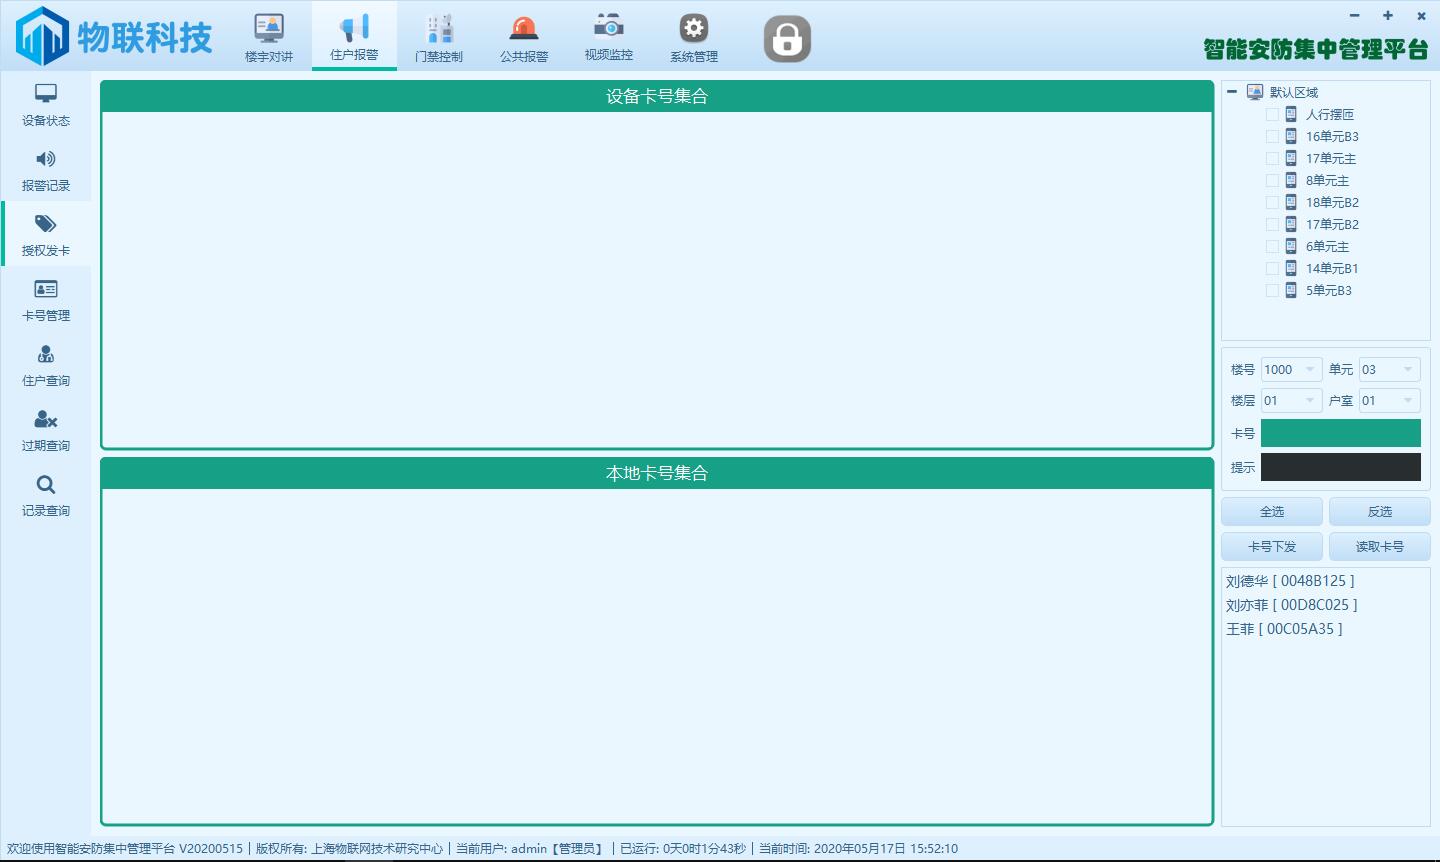 物联科技
楼宇对讲
住户报警
门禁控制
公共报警
视频监控
系统管理
智能安防集中管理平台
设备状态
报警记录
授权发卡
卡号管理
住户查询
过期查询
记录查询
设备卡号集合
本地卡号集合
默认区域
人行摆匝
16单元B3
17单元主
8单元主
18单元B2
17单元B2
6单元主
14单元B1
5单元B3
楼号 1000 单元 03
楼层 01 户室 01
卡号
提示
全选 反选
卡号下发 读取卡号
刘德华 [ 0048B125 ]
刘亦菲 [ 00D8C025 ]
王菲 [ 00C05A35 ]
欢迎使用智能安防集中管理平台 V20200515 | 版权所有: 上海物联网技术研究中心 | 当前用户: admin【管理员】 | 已运行: 0天0时1分43秒 | 当前时间: 2020年05月17日 15:52:10